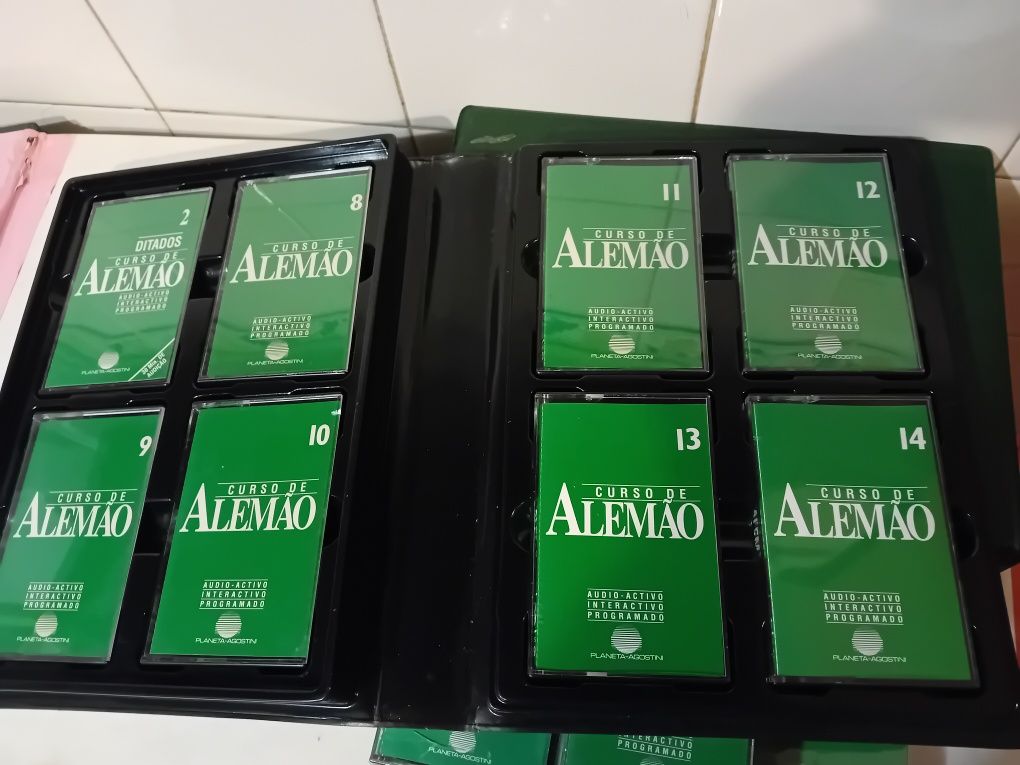 2
DITADOS
CURSO DE
ALEMÃO
AUDIO-ACTIVO
INTERACTIVO
PROGRAMADO
PLANETA-AGOSTINI
30 Min. DE
AUDIÇÃO
8
CURSO DE
ALEMÃO
AUDIO-ACTIVO
INTERACTIVO
PROGRAMADO
PLANETA-AGOSTINI
9
CURSO DE
ALEMÃO
AUDIO-ACTIVO
INTERACTIVO
PROGRAMADO
PLANETA-AGOSTINI
10
CURSO DE
ALEMÃO
AUDIO-ACTIVO
INTERACTIVO
PROGRAMADO
PLANETA-AGOSTINI
11
CURSO DE
ALEMÃO
AUDIO-ACTIVO
INTERACTIVO
PROGRAMADO
PLANETA-AGOSTINI
12
CURSO DE
ALEMÃO
AUDIO-ACTIVO
INTERACTIVO
PROGRAMADO
PLANETA-AGOSTINI
13
CURSO DE
ALEMÃO
AUDIO-ACTIVO
INTERACTIVO
PROGRAMADO
PLANETA-AGOSTINI
14
CURSO DE
ALEMÃO
AUDIO-ACTIVO
INTERACTIVO
PROGRAMADO
PLANETA-AGOSTINI
PLANETA-AGOSTINI
INTERACTIVO
PROGRAMADO